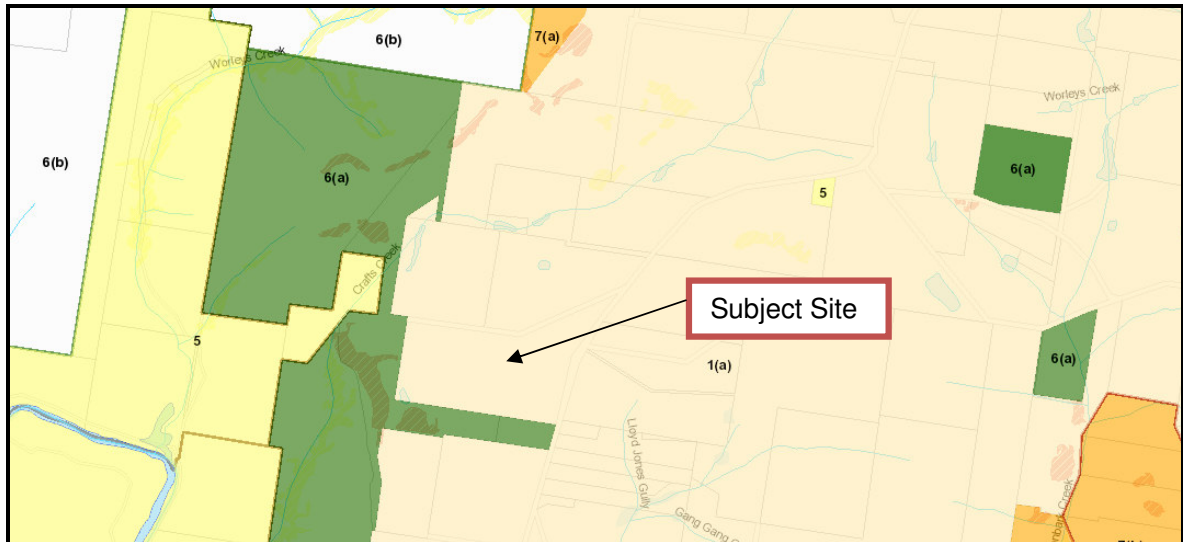 7(a)
6(b)
Worleys Creek
Worleys Creek
6(b)
6(a)
6(a)
5
Crafts Creek
Subject Site
5
1(a)
6(a)
Lloyd Jones Gully
Gang Gang